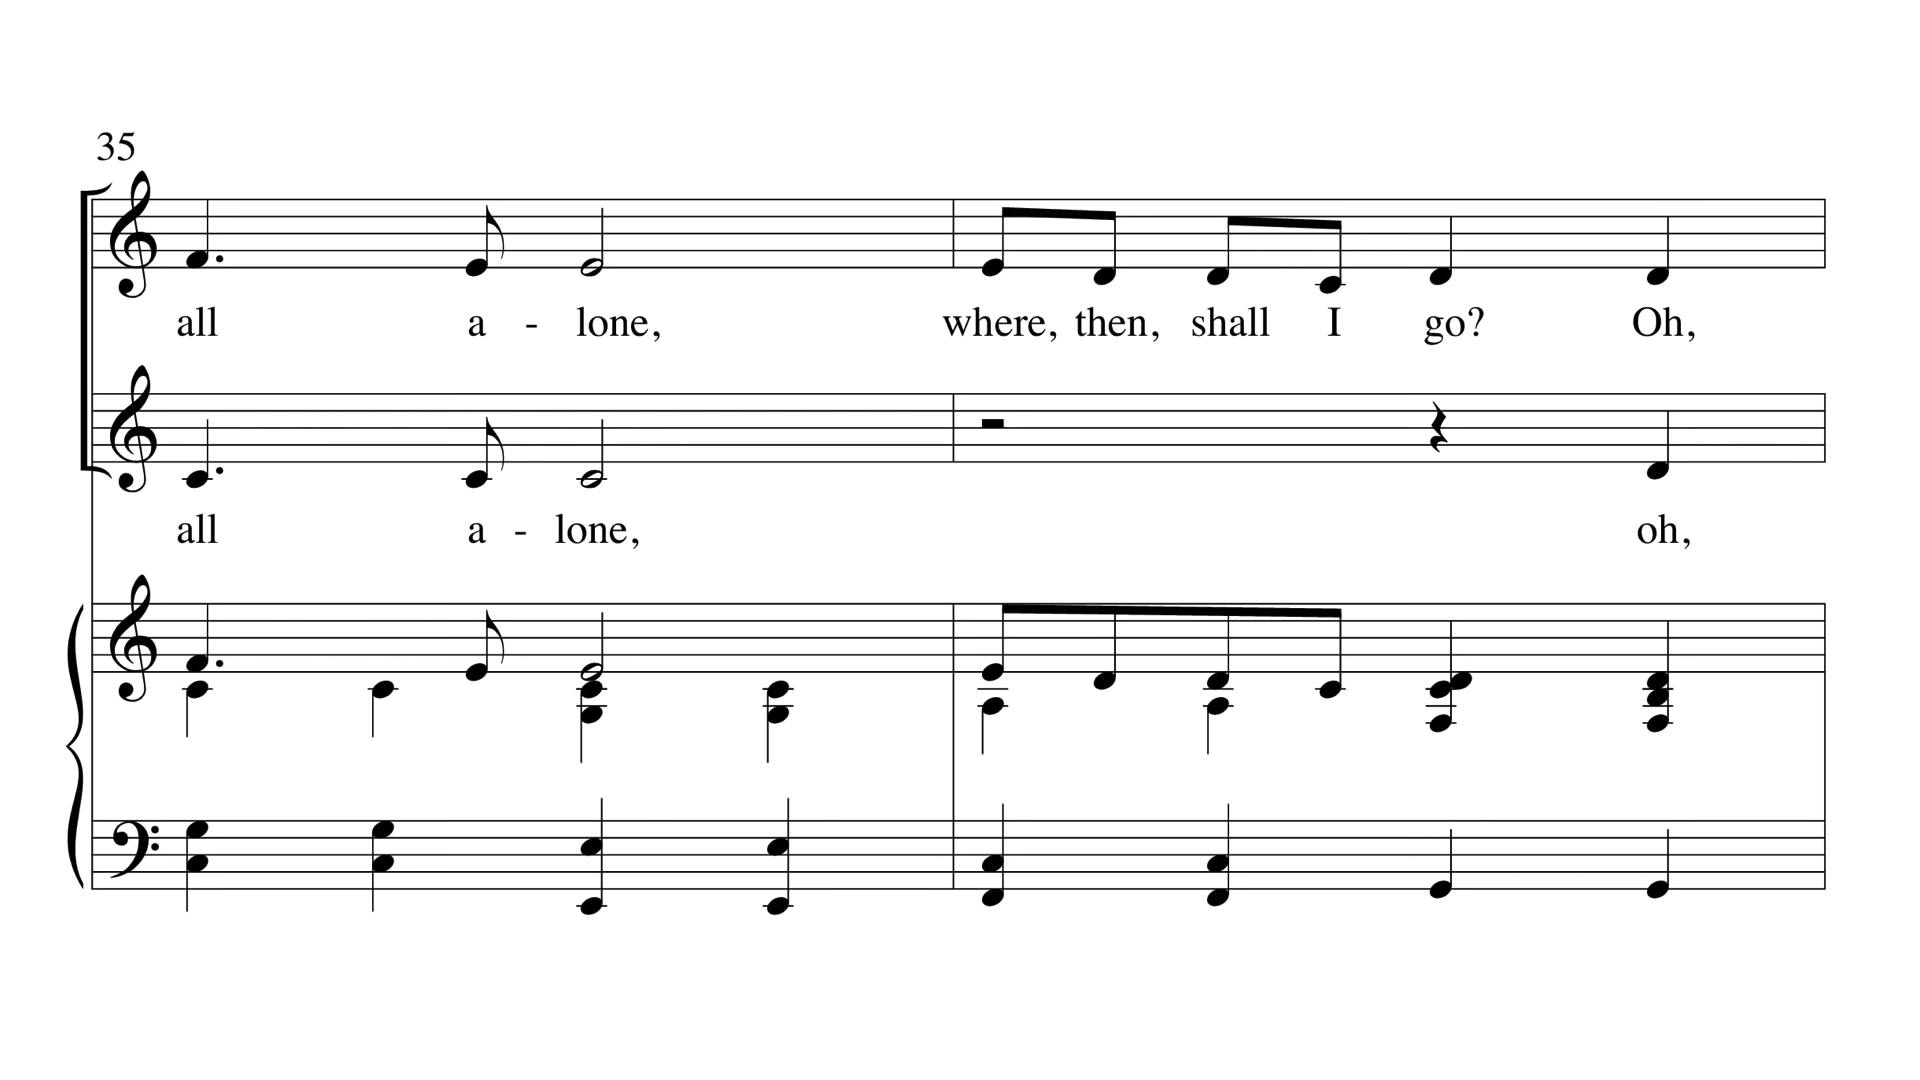 35
all a - lone, where, then, shall I go? Oh,
all a - lone, oh,